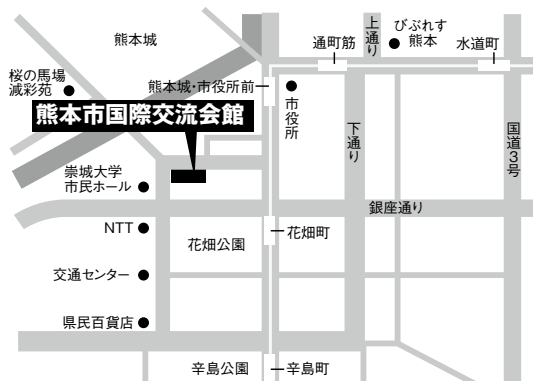 熊本城
上通り
びぷれす
熊本
通町筋
水道町
桜の馬場
減彩苑
熊本城・市役所前
熊本市国際交流会館
市役所
下通り
国道3号
崇城大学
市民ホール
銀座通り
NTT
花畑公園
花畑町
交通センター
県民百貨店
辛島公園
辛島町